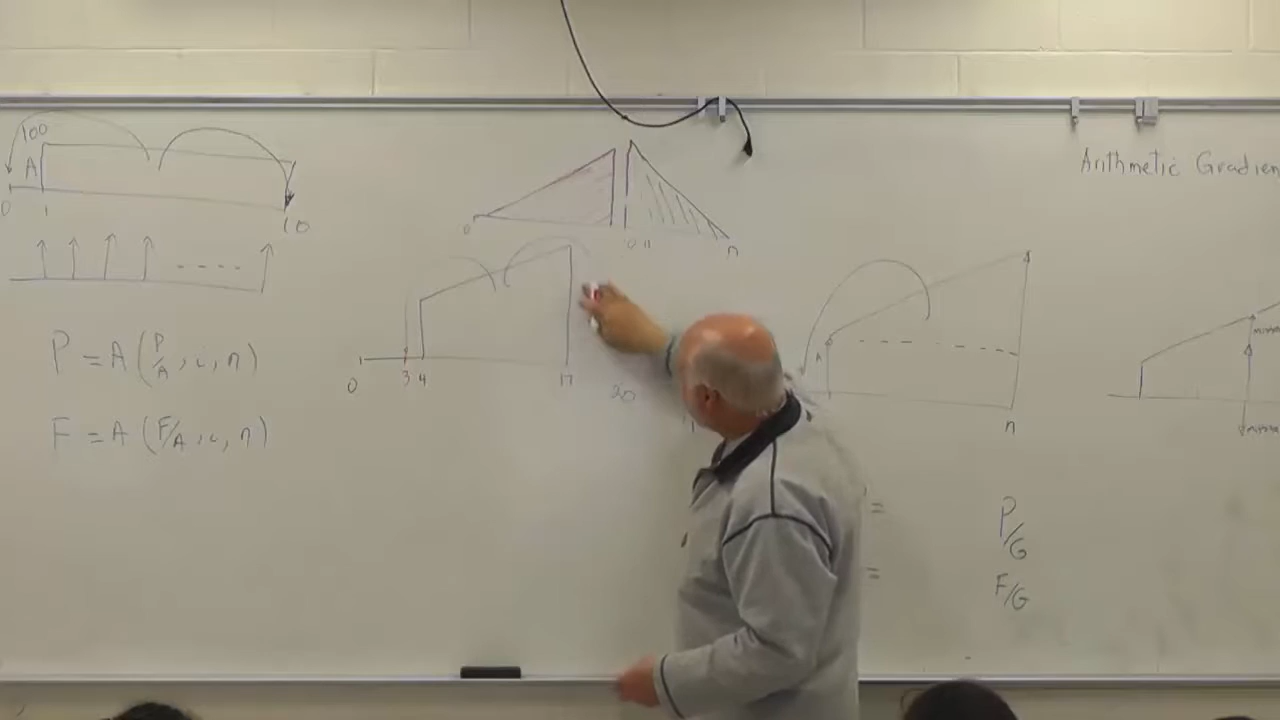 Arithmetic Gradien
100
A
0
1
10
0
n
0
3 4
17
20
A
n
P = A (P/A, i, n)
F = A (F/A, i, n)
=
P/G
=
F/G